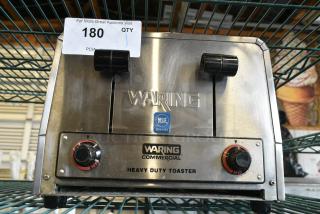 180
QTY
WARING
WARING
COMMERCIAL
HEAVY DUTY TOASTER